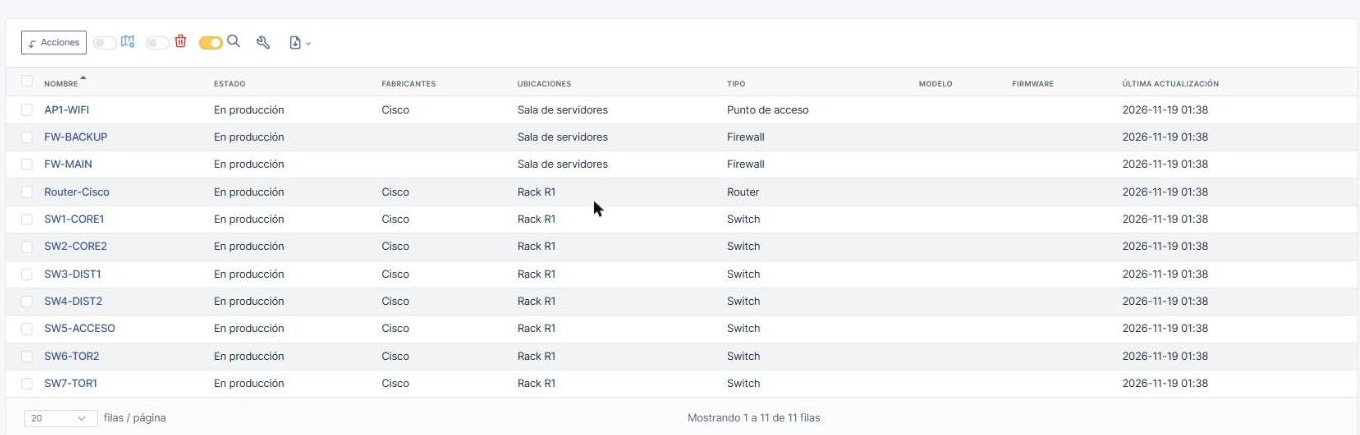 Acciones
NOMBRE ESTADO FABRICANTES UBICACIONES TIPO MODELO FIRMWARE ÚLTIMA ACTUALIZACIÓN
AP1-WIFI En producción Cisco Sala de servidores Punto de acceso 2026-11-19 01:38
FW-BACKUP En producción Sala de servidores Firewall 2026-11-19 01:38
FW-MAIN En producción Sala de servidores Firewall 2026-11-19 01:38
Router-Cisco En producción Cisco Rack R1 Router 2026-11-19 01:38
SW1-CORE1 En producción Cisco Rack R1 Switch 2026-11-19 01:38
SW2-CORE2 En producción Cisco Rack R1 Switch 2026-11-19 01:38
SW3-DIST1 En producción Cisco Rack R1 Switch 2026-11-19 01:38
SW4-DIST2 En producción Cisco Rack R1 Switch 2026-11-19 01:38
SW5-ACCESO En producción Cisco Rack R1 Switch 2026-11-19 01:38
SW6-TOR2 En producción Cisco Rack R1 Switch 2026-11-19 01:38
SW7-TOR1 En producción Cisco Rack R1 Switch 2026-11-19 01:38
20 filas / página Mostrando 1 a 11 de 11 filas